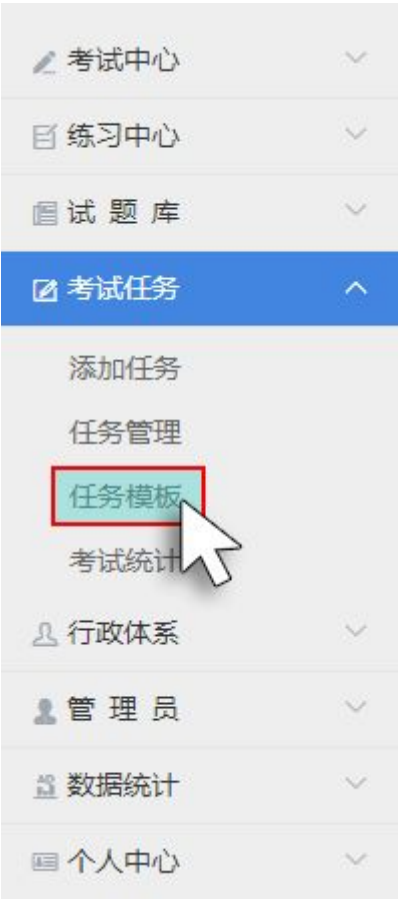 考试中心
练习中心
试 题 库
考试任务
添加任务
任务管理
任务模板
考试统计
行政体系
管 理 员
数据统计
个人中心